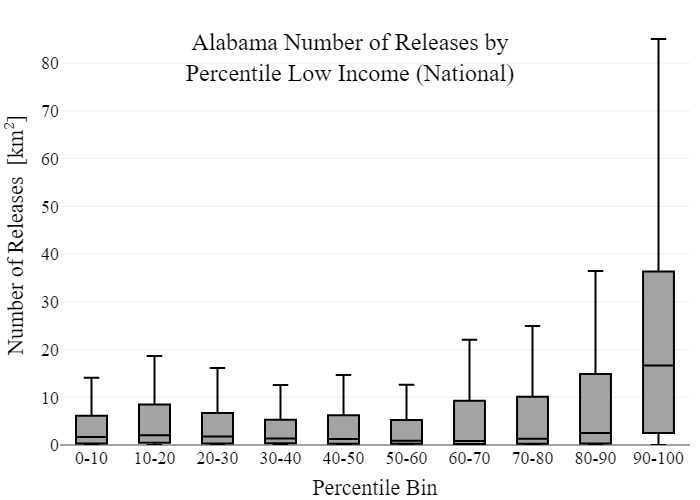 Alabama Number of Releases by
Percentile Low Income (National)
Number of Releases [km²]
80
70
60
50
40
30
20
10
0
0-10 10-20 20-30 30-40 40-50 50-60 60-70 70-80 80-90 90-100
Percentile Bin